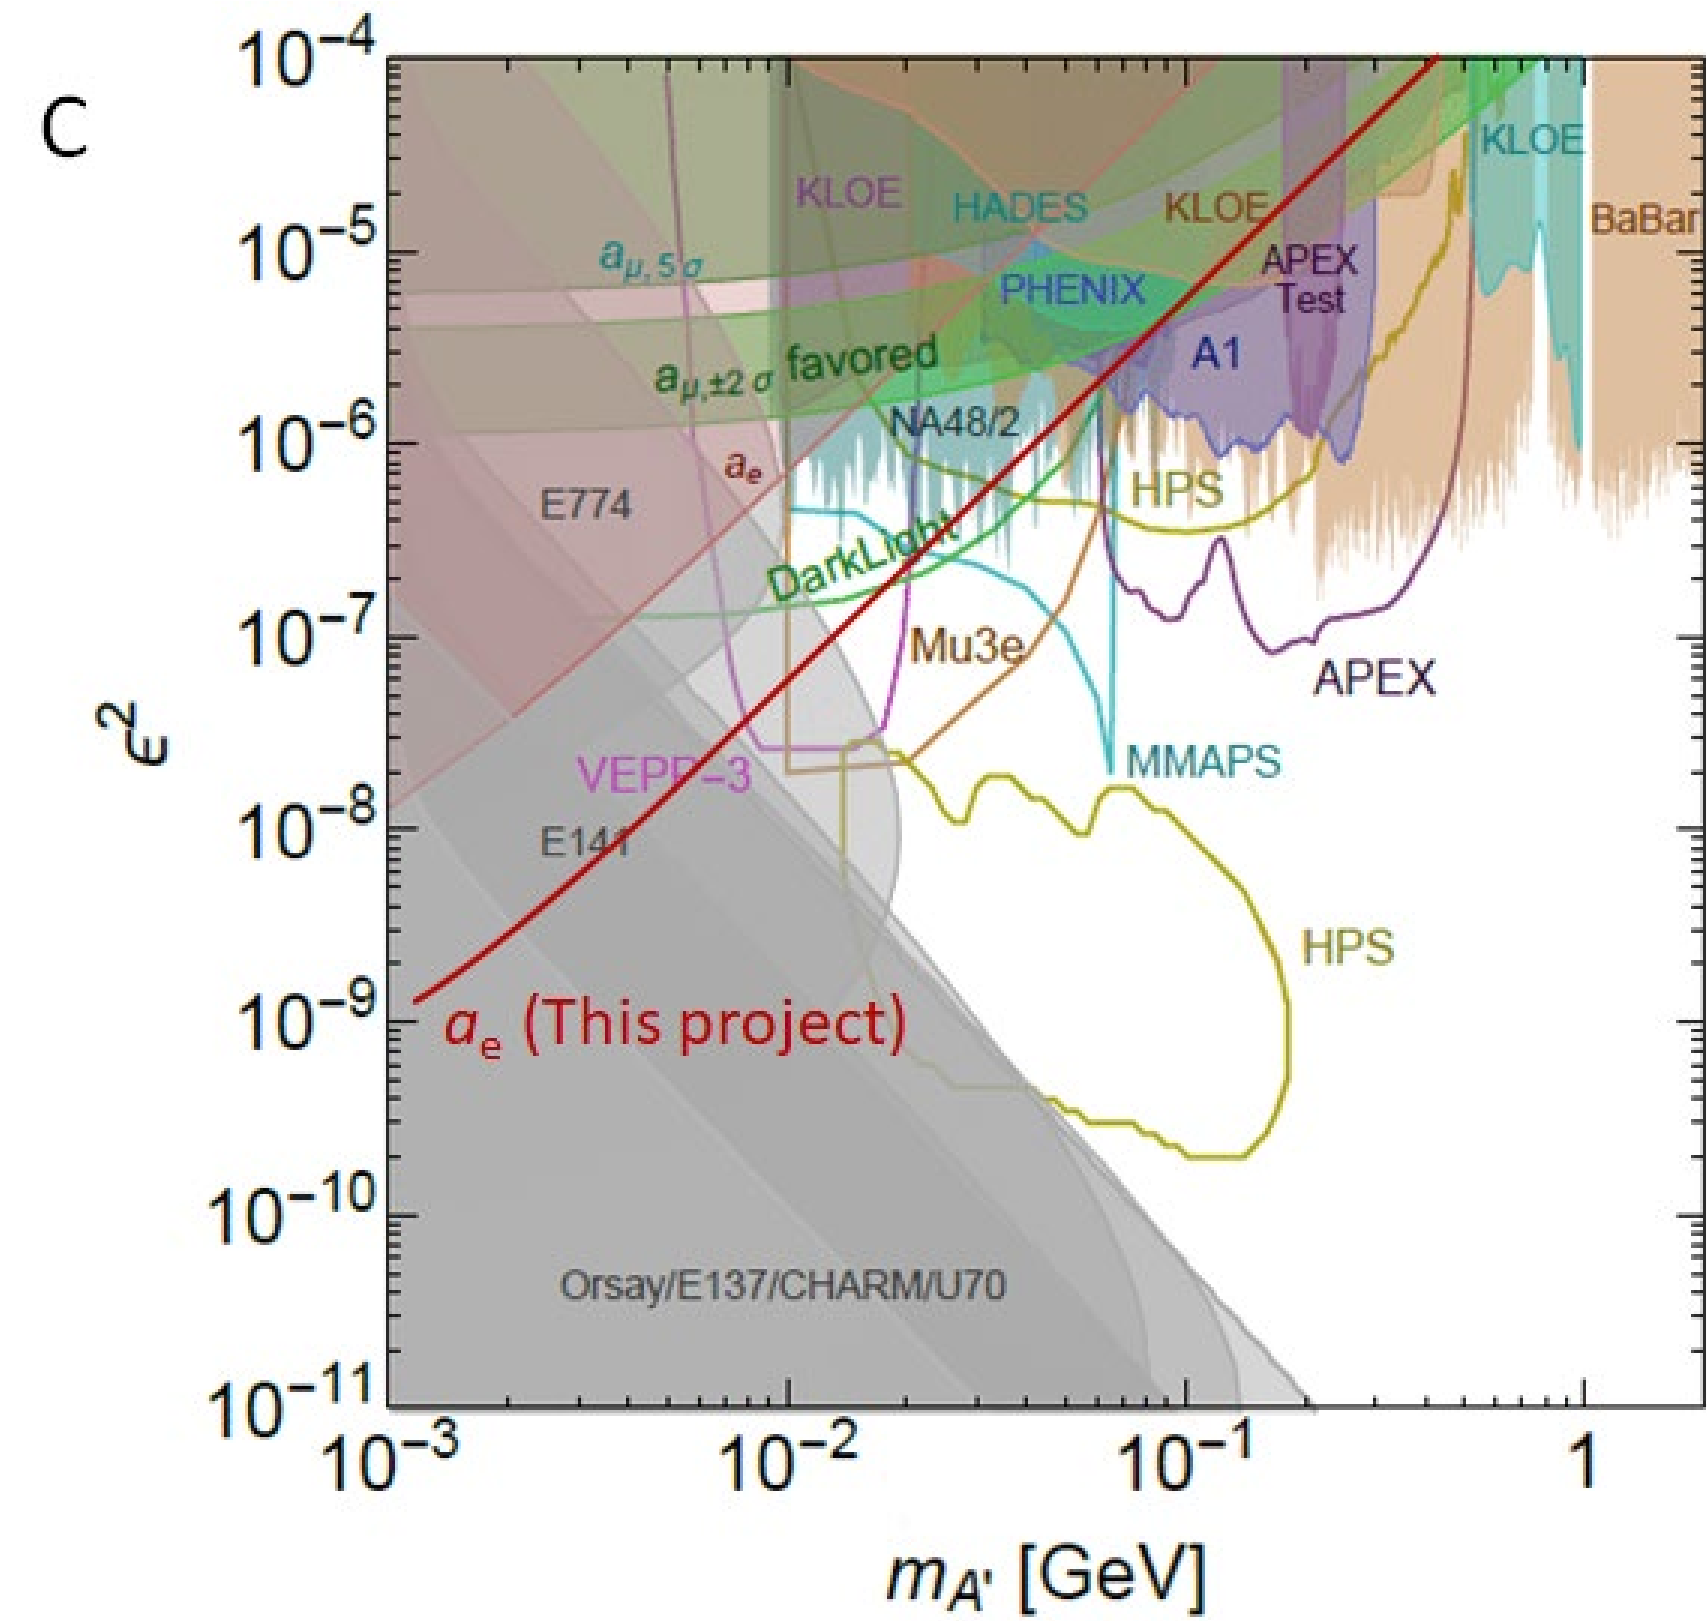 C
10⁻⁴
10⁻⁵
10⁻⁶
10⁻⁷
10⁻⁸
10⁻⁹
10⁻¹⁰
10⁻¹¹
ϵ²
KLOE
KLOE
HADES
KLOE
BaBar
a_μ, 5 σ
APEX
Test
PHENIX
A1
favored
a_μ,±2 σ
NA48/2
a_e
HPS
E774
DarkLight
Mu3e
APEX
VEPP−3
MMAPS
E141
HPS
a_e (This project)
Orsay/E137/CHARM/U70
10⁻³
10⁻²
10⁻¹
1
m_A' [GeV]